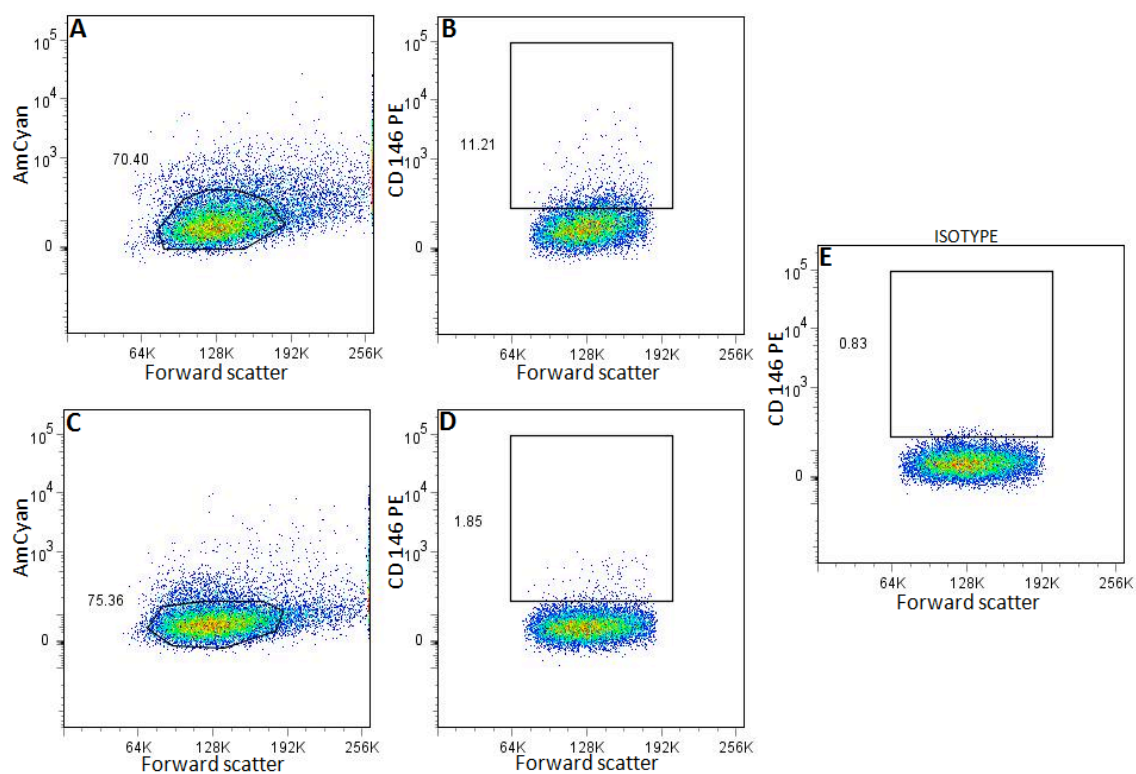 A
AmCyan
10^5
10^4
10^3
0
70.40
64K 128K 192K 256K
Forward scatter
B
CD 146 PE
10^5
10^4
10^3
0
11.21
64K 128K 192K 256K
Forward scatter
C
AmCyan
10^5
10^4
10^3
0
75.36
64K 128K 192K 256K
Forward scatter
D
CD 146 PE
10^5
10^4
10^3
0
1.85
64K 128K 192K 256K
Forward scatter
ISOTYPE
E
CD 146 PE
10^5
10^4
10^3
0
0.83
64K 128K 192K 256K
Forward scatter